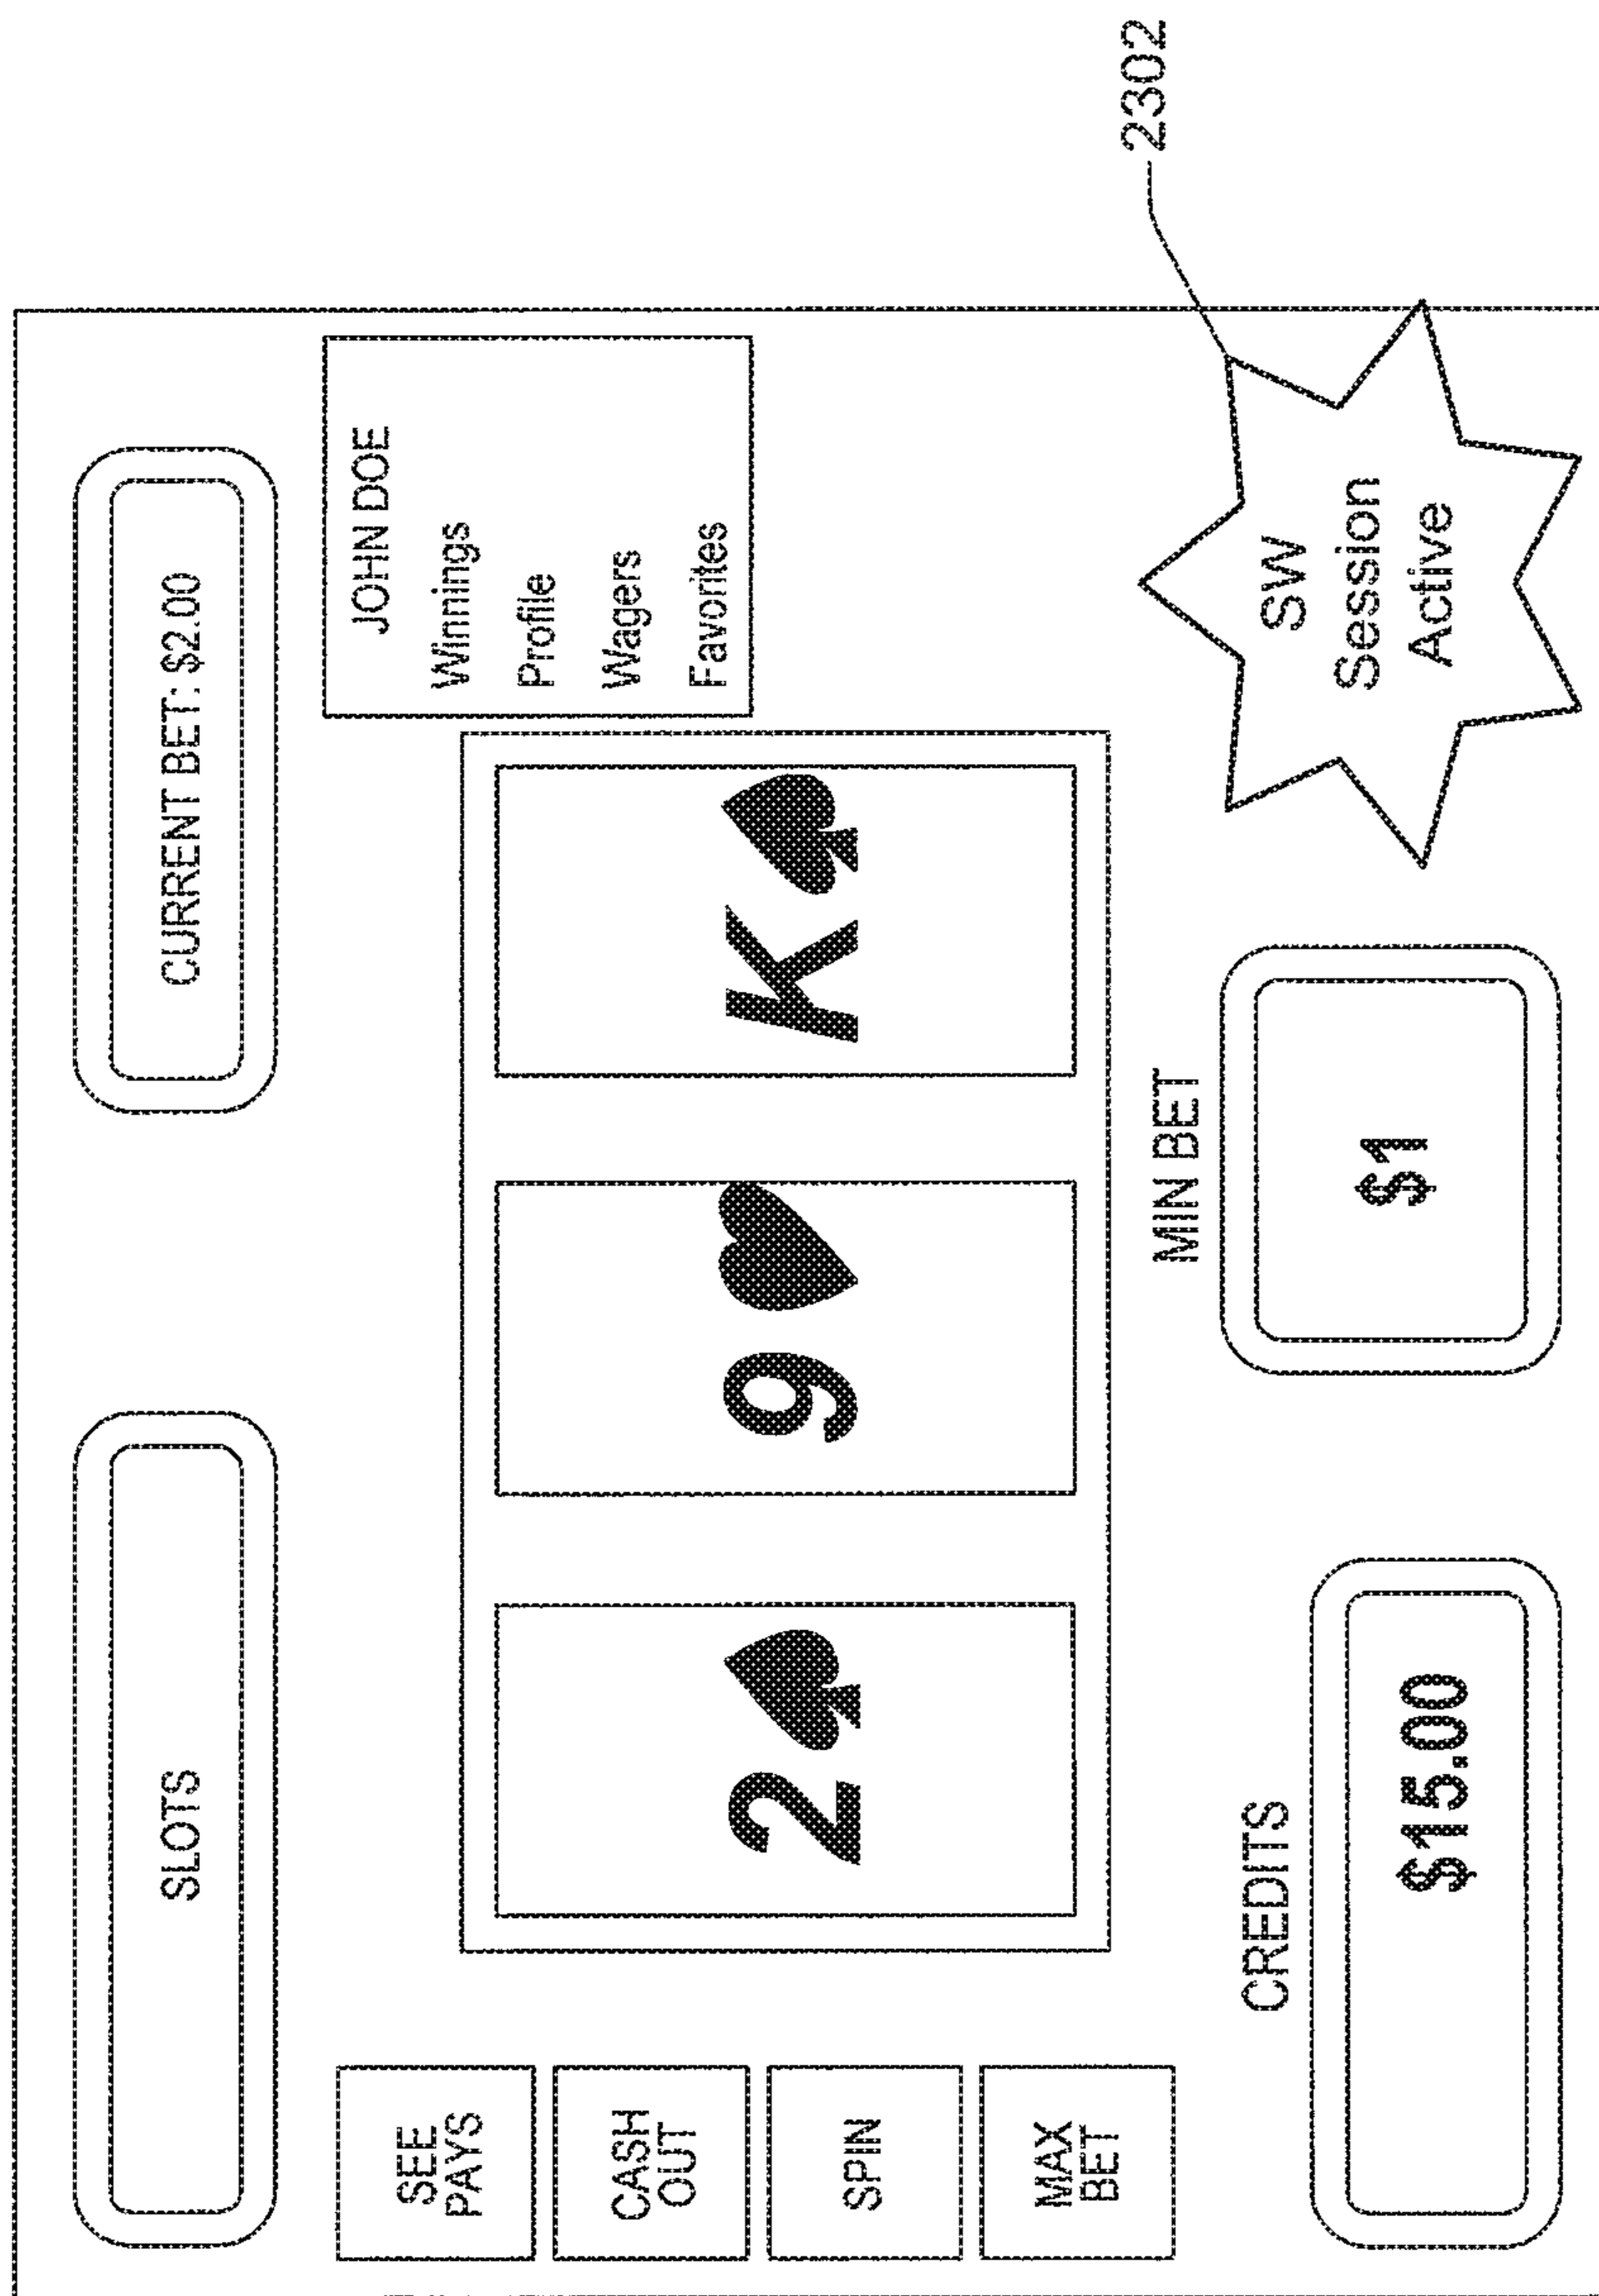 SLOTS
CURRENT BET: $2.00
SEE
PAYS
CASH
OUT
SPIN
MAX
BET
2♠
9♥
K♠
JOHN DOE
Winnings
Profile
Wagers
Favorites
CREDITS
$15.00
MIN BET
$1
SW
Session
Active
2302